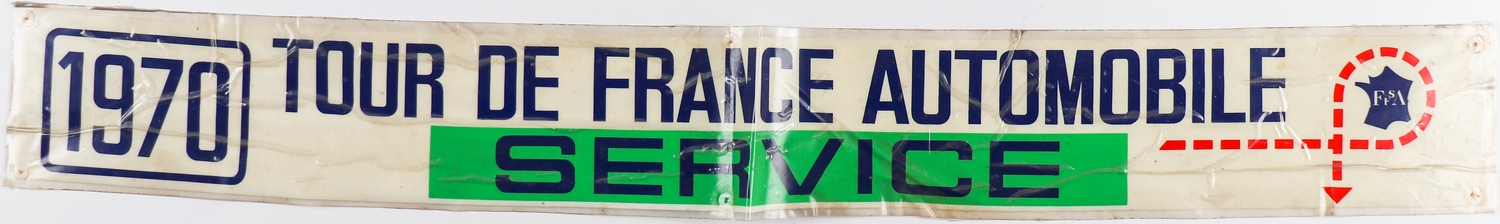 1970 TOUR DE FRANCE AUTOMOBILE
SERVICE
FFSA